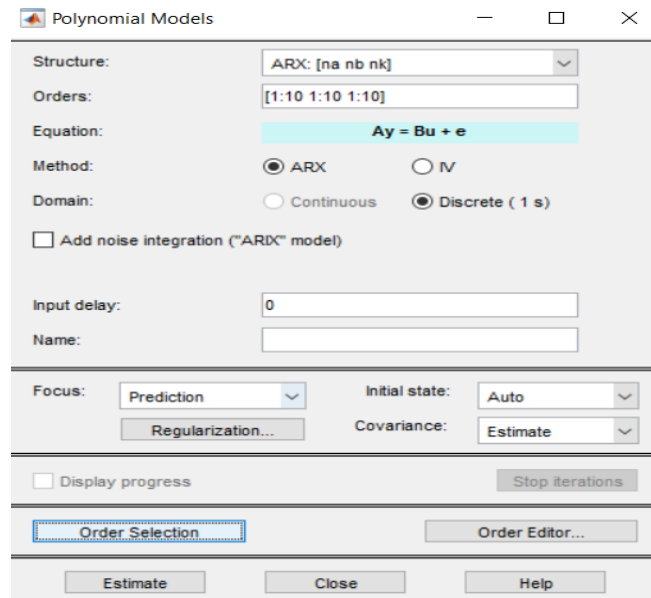 Polynomial Models
Structure: ARX: [na nb nk]
Orders: [1:10 1:10 1:10]
Equation: Ay = Bu + e
Method: ARX IV
Domain: Continuous Discrete ( 1 s)
Add noise integration ("ARIX" model)
Input delay: 0
Name:
Focus: Prediction Initial state: Auto
Regularization... Covariance: Estimate
Display progress Stop iterations
Order Selection Order Editor...
Estimate Close Help